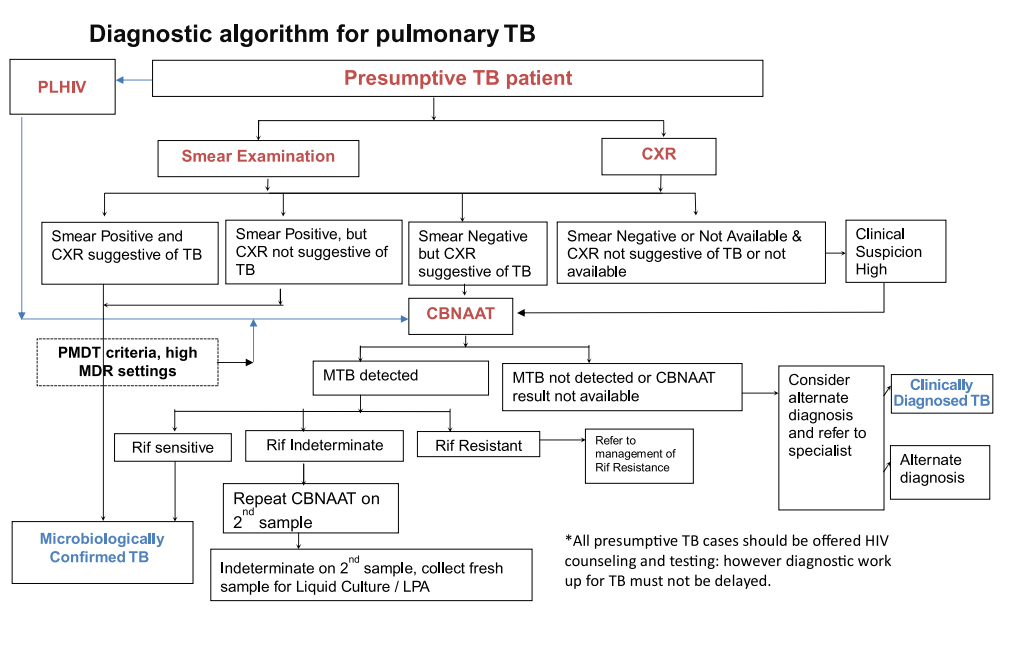 Diagnostic algorithm for pulmonary TB
PLHIV
Presumptive TB patient
Smear Examination
CXR
Smear Positive and
CXR suggestive of TB
Smear Positive, but
CXR not suggestive of
TB
Smear Negative
but CXR
suggestive of TB
Smear Negative or Not Available &
CXR not suggestive of TB or not
available
Clinical
Suspicion
High
CBNAAT
PMDT criteria, high
MDR settings
MTB detected
MTB not detected or CBNAAT
result not available
Consider
alternate
diagnosis
and refer to
specialist
Clinically
Diagnosed TB
Alternate
diagnosis
Rif sensitive
Rif Indeterminate
Rif Resistant
Refer to
management of
Rif Resistance
Repeat CBNAAT on
2nd sample
Microbiologically
Confirmed TB
Indeterminate on 2nd sample, collect fresh
sample for Liquid Culture / LPA
*All presumptive TB cases should be offered HIV
counseling and testing: however diagnostic work
up for TB must not be delayed.